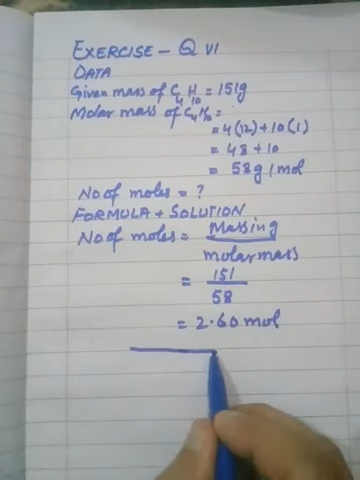 EXERCISE - Q VI
DATA
Given mass of C4H10 = 151g
Molar mass of C4H10 =
= 4(12)+10(1)
= 48+10
= 58g/mol
No of moles = ?
FORMULA + SOLUTION
No of moles = Mass in g
molar mass
= 151
58
= 2.60 mol